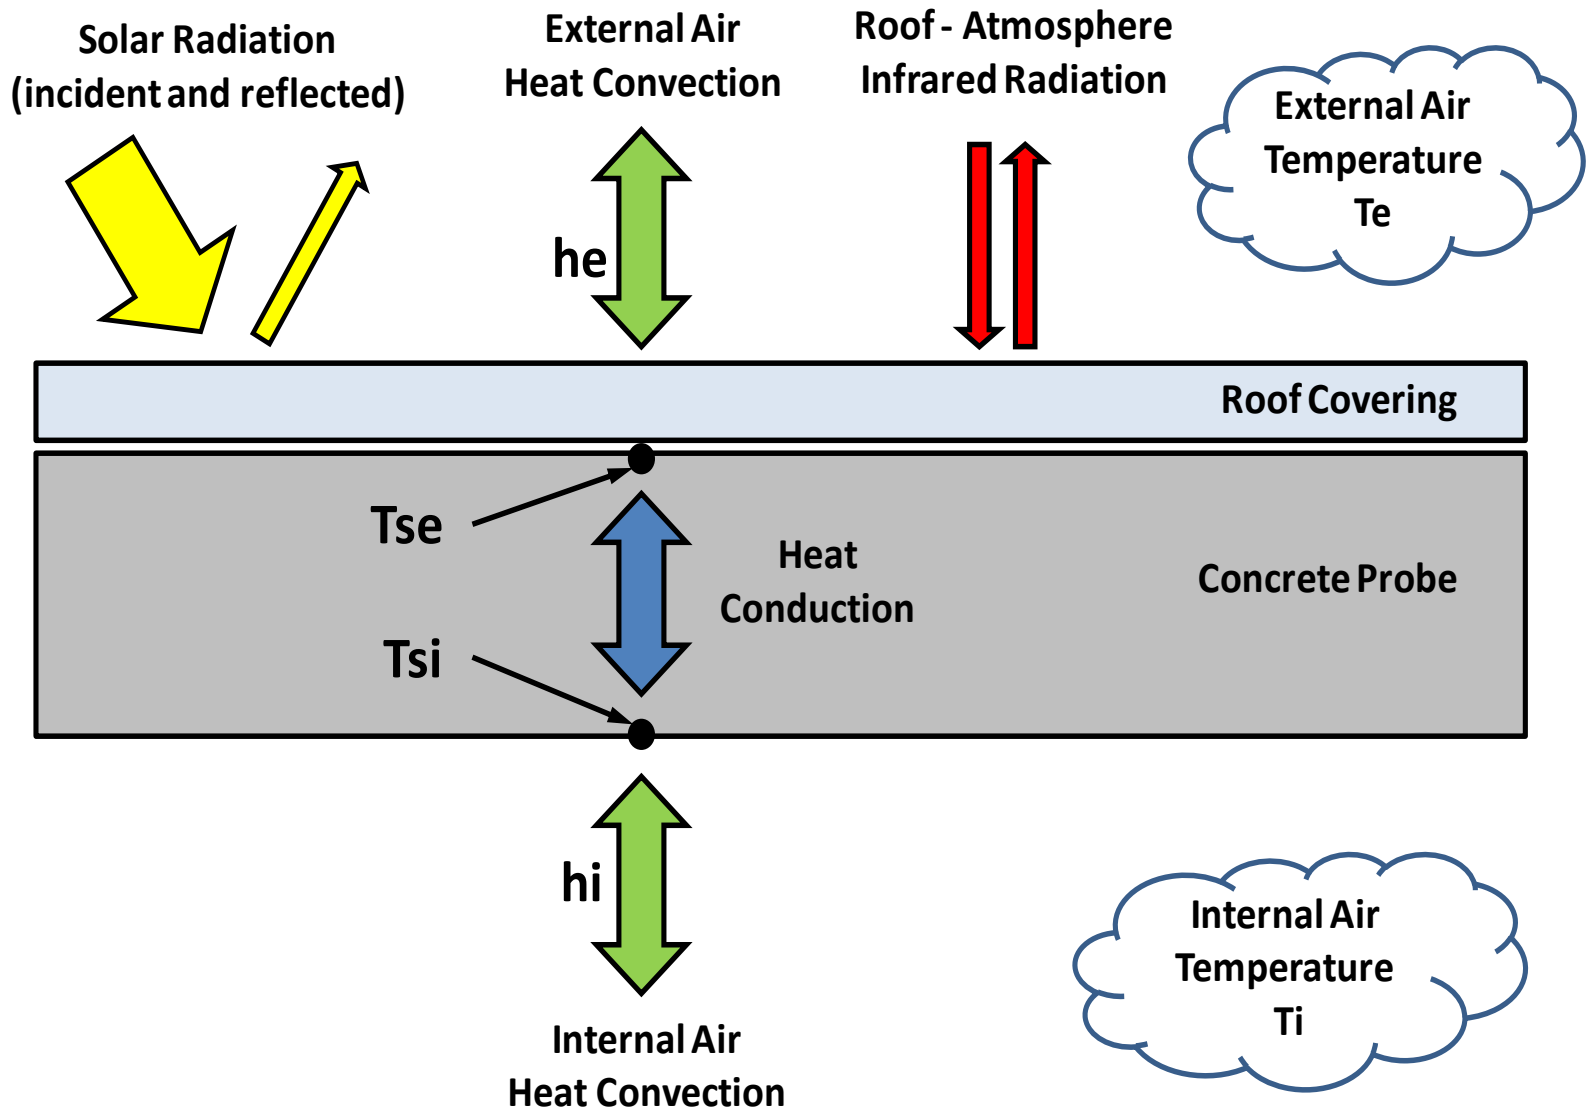 Solar Radiation
(incident and reflected)
External Air
Heat Convection
Roof - Atmosphere
Infrared Radiation
External Air
Temperature
Te
he
Roof Covering
Tse
Heat
Conduction
Concrete Probe
Tsi
hi
Internal Air
Temperature
Ti
Internal Air
Heat Convection